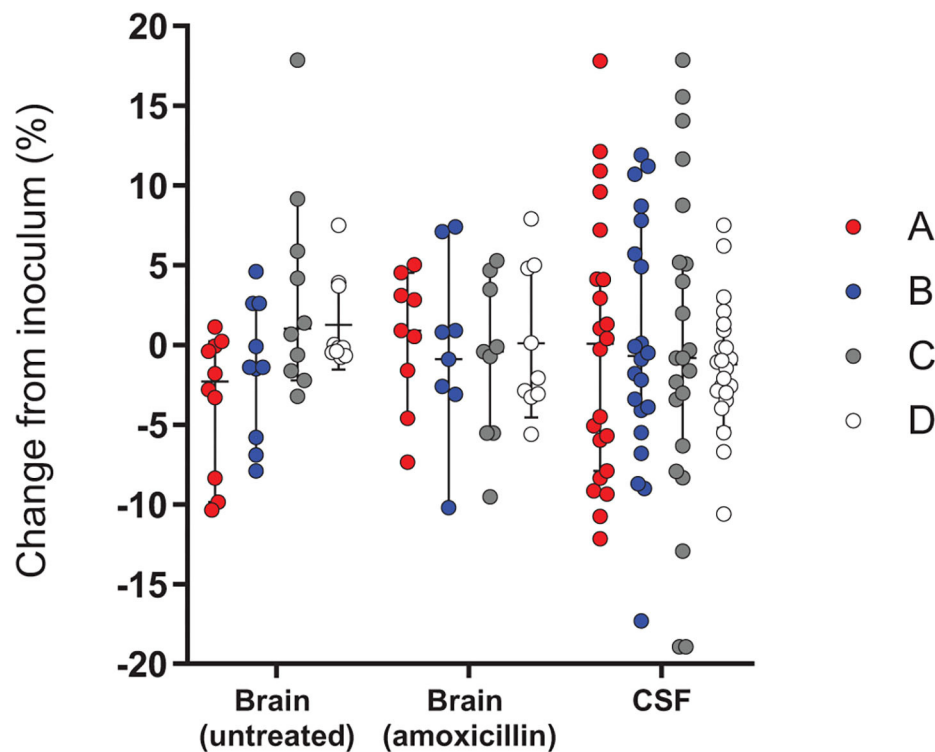 Change from inoculum (%)
20
15
10
5
0
-5
-10
-15
-20
Brain
(untreated)
Brain
(amoxicillin)
CSF
A
B
C
D